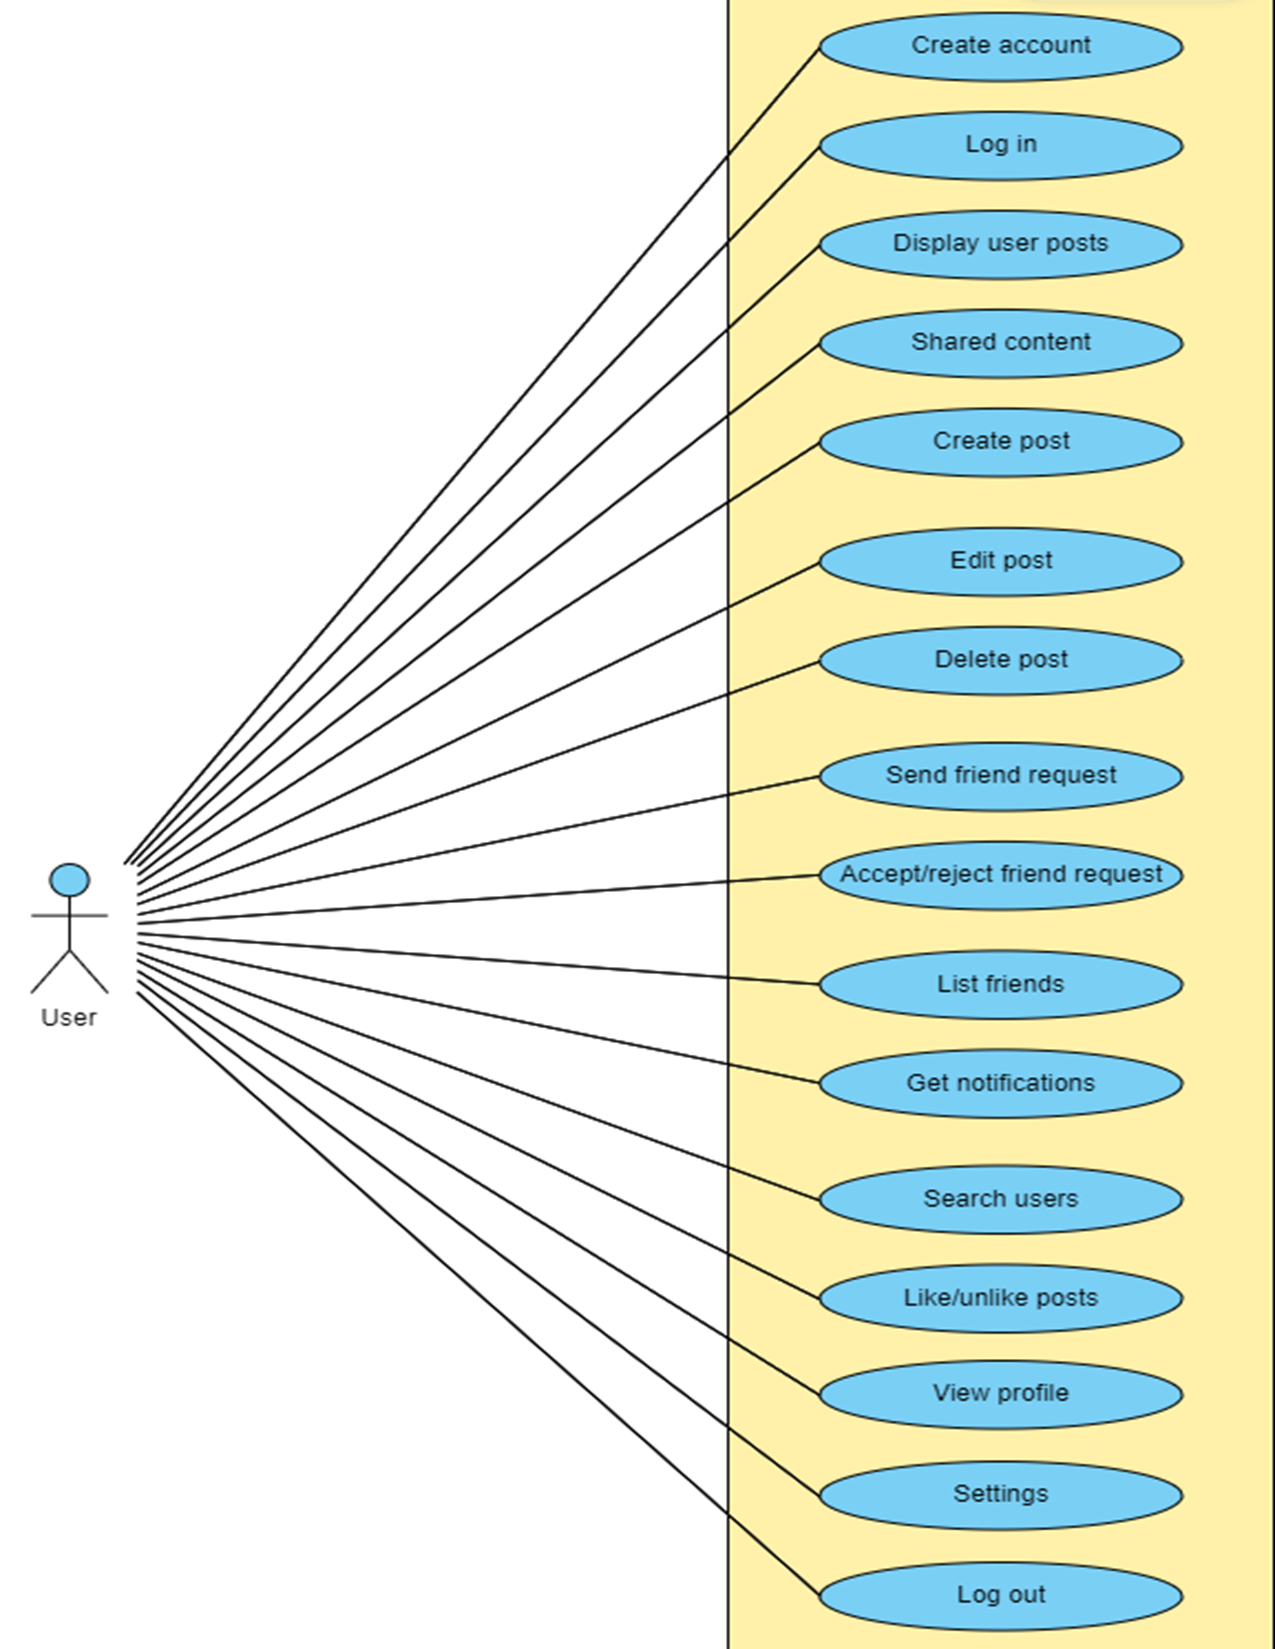 Create account
Log in
Display user posts
Shared content
Create post
Edit post
Delete post
Send friend request
Accept/reject friend request
List friends
User
Get notifications
Search users
Like/unlike posts
View profile
Settings
Log out